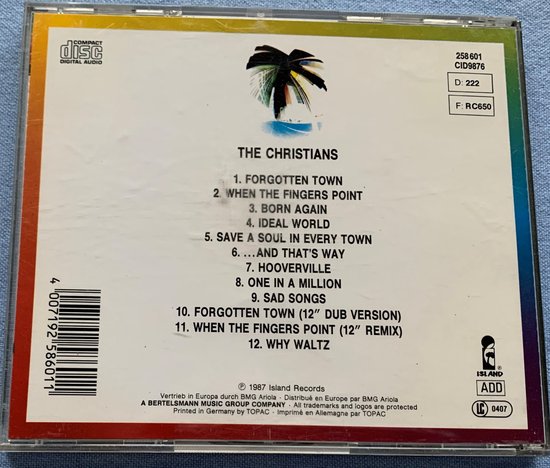 COMPACT
disc
DIGITAL AUDIO
258 601
CID9876
D: 222
F: RC650
THE CHRISTIANS
1. FORGOTTEN TOWN
2. WHEN THE FINGERS POINT
3. BORN AGAIN
4. IDEAL WORLD
5. SAVE A SOUL IN EVERY TOWN
6. ...AND THAT'S WAY
7. HOOVERVILLE
8. ONE IN A MILLION
9. SAD SONGS
10. FORGOTTEN TOWN (12" DUB VERSION)
11. WHEN THE FINGERS POINT (12" REMIX)
12. WHY WALTZ
4 007192 586011
ISLAND
ADD
LC 0407
℗ 1987 Island Records
Vertrieb in Europa durch BMG Ariola · Distribué en Europe par BMG Ariola
A BERTELSMANN MUSIC GROUP COMPANY / All trademarks and logos are protected
Printed in Germany by TOPAC · Imprimé en Allemagne par TOPAC